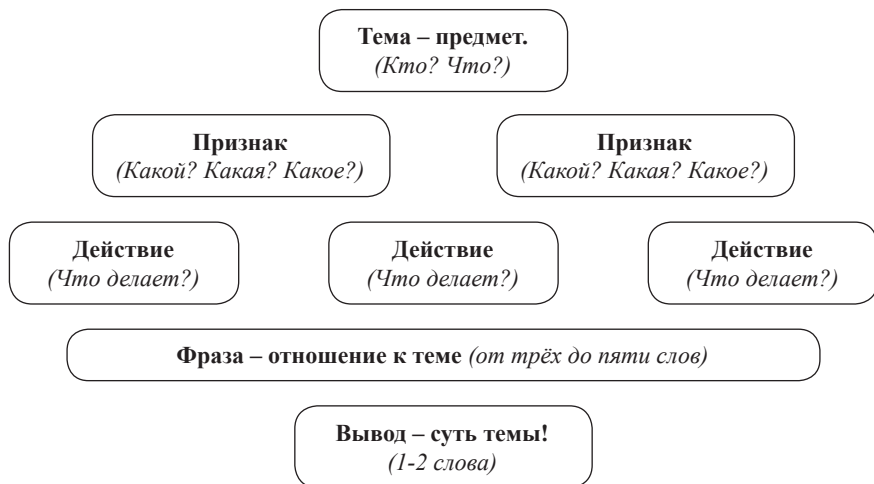 Тема – предмет.
(Кто? Что?)
Признак
(Какой? Какая? Какое?)
Признак
(Какой? Какая? Какое?)
Действие
(Что делает?)
Действие
(Что делает?)
Действие
(Что делает?)
Фраза – отношение к теме (от трёх до пяти слов)
Вывод – суть темы!
(1-2 слова)